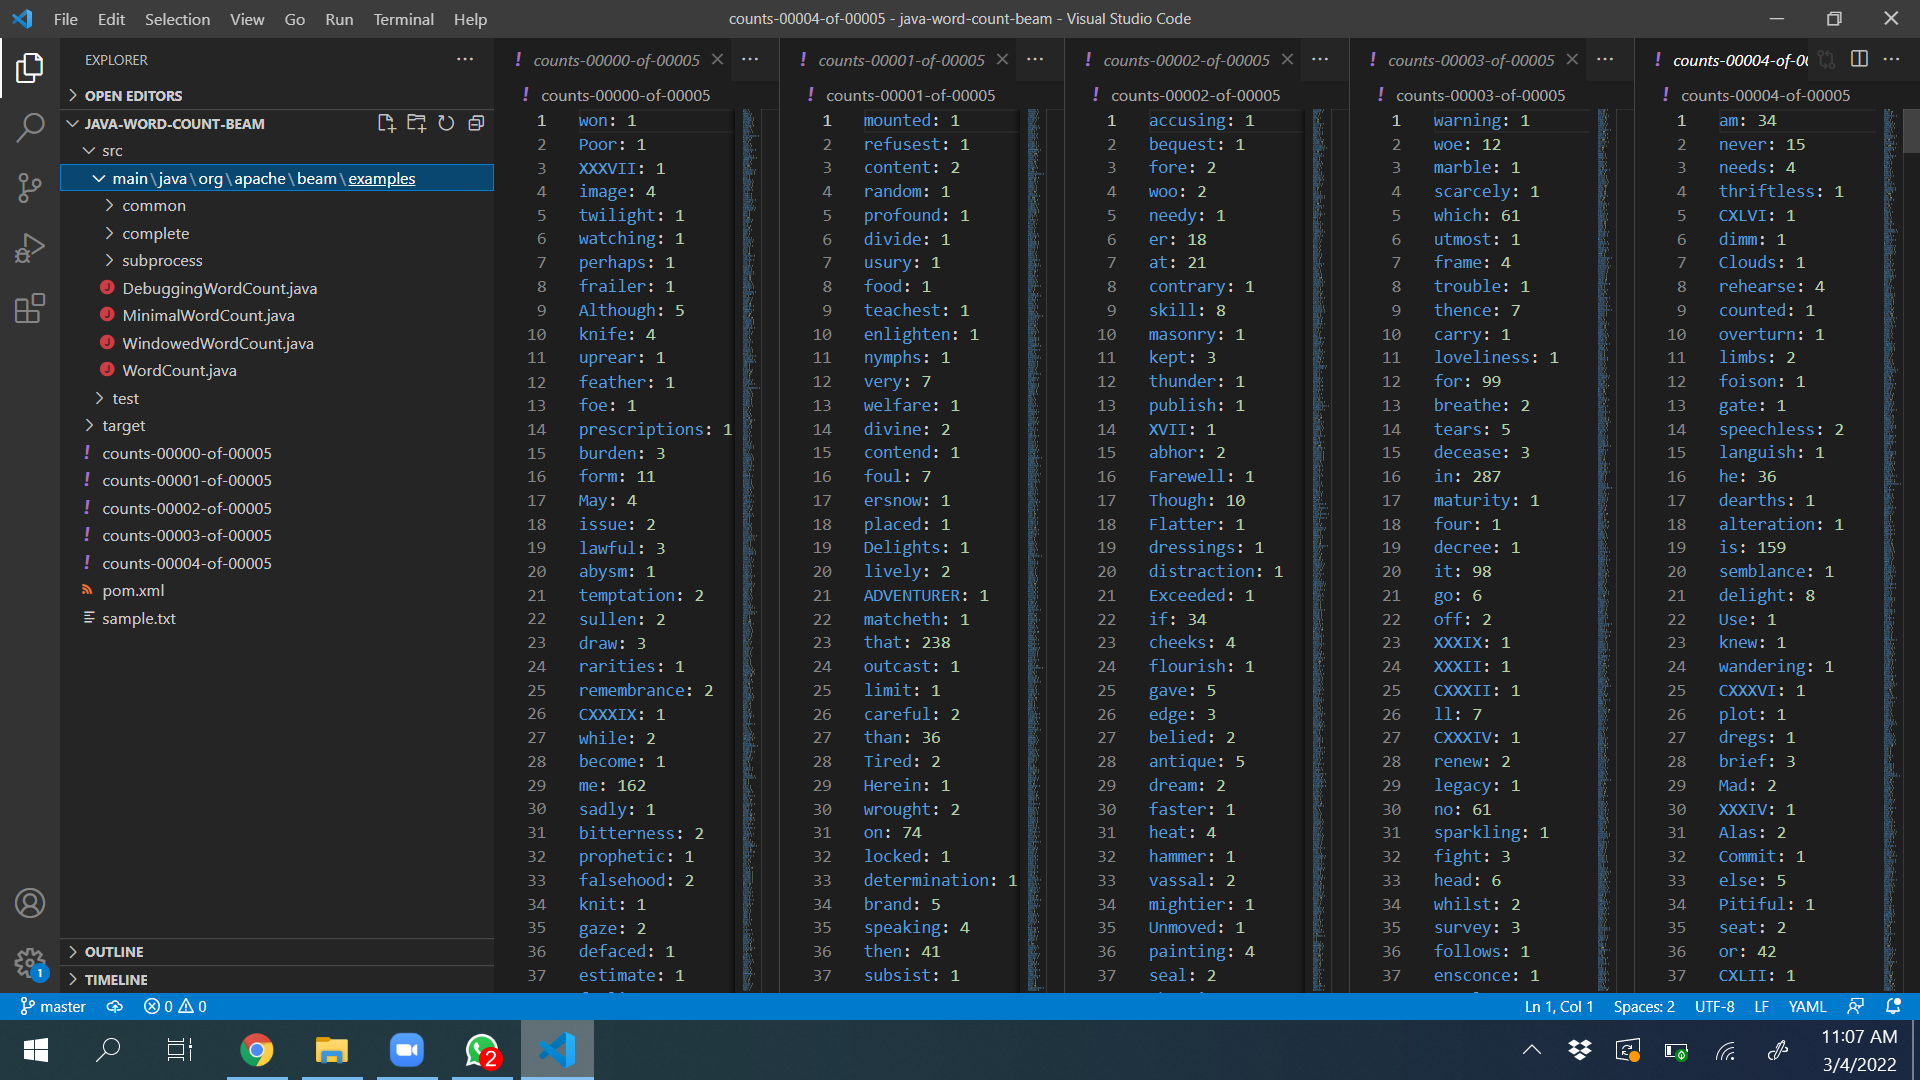 File Edit Selection View Go Run Terminal Help
counts-00004-of-00005 - java-word-count-beam - Visual Studio Code
EXPLORER
OPEN EDITORS
JAVA-WORD-COUNT-BEAM
src
main\java\org\apache\beam\examples
common
complete
subprocess
DebuggingWordCount.java
MinimalWordCount.java
WindowedWordCount.java
WordCount.java
test
target
counts-00000-of-00005
counts-00001-of-00005
counts-00002-of-00005
counts-00003-of-00005
counts-00004-of-00005
pom.xml
sample.txt
OUTLINE
TIMELINE
counts-00000-of-00005
counts-00000-of-00005
1 won: 1
2 Poor: 1
3 XXXVII: 1
4 image: 4
5 twilight: 1
6 watching: 1
7 perhaps: 1
8 frailer: 1
9 Although: 5
10 knife: 4
11 uprear: 1
12 feather: 1
13 foe: 1
14 prescriptions: 1
15 burden: 3
16 form: 11
17 May: 4
18 issue: 2
19 lawful: 3
20 abysm: 1
21 temptation: 2
22 sullen: 2
23 draw: 3
24 rarities: 1
25 remembrance: 2
26 CXXXIX: 1
27 while: 2
28 become: 1
29 me: 162
30 sadly: 1
31 bitterness: 2
32 prophetic: 1
33 falsehood: 2
34 knit: 1
35 gaze: 2
36 defaced: 1
37 estimate: 1
counts-00001-of-00005
counts-00001-of-00005
1 mounted: 1
2 refusest: 1
3 content: 2
4 random: 1
5 profound: 1
6 divide: 1
7 usury: 1
8 food: 1
9 teachest: 1
10 enlighten: 1
11 nymphs: 1
12 very: 7
13 welfare: 1
14 divine: 2
15 contend: 1
16 foul: 7
17 ersnow: 1
18 placed: 1
19 Delights: 1
20 lively: 2
21 ADVENTURER: 1
22 matcheth: 1
23 that: 238
24 outcast: 1
25 limit: 1
26 careful: 2
27 than: 36
28 Tired: 2
29 Herein: 1
30 wrought: 2
31 on: 74
32 locked: 1
33 determination: 1
34 brand: 5
35 speaking: 4
36 then: 41
37 subsist: 1
counts-00002-of-00005
counts-00002-of-00005
1 accusing: 1
2 bequest: 1
3 fore: 2
4 woo: 2
5 needy: 1
6 er: 18
7 at: 21
8 contrary: 1
9 skill: 8
10 masonry: 1
11 kept: 3
12 thunder: 1
13 publish: 1
14 XVII: 1
15 abhor: 2
16 Farewell: 1
17 Though: 10
18 Flatter: 1
19 dressings: 1
20 distraction: 1
21 Exceeded: 1
22 if: 34
23 cheeks: 4
24 flourish: 1
25 gave: 5
26 edge: 3
27 belied: 2
28 antique: 5
29 dream: 2
30 faster: 1
31 heat: 4
32 hammer: 1
33 vassal: 2
34 mightier: 1
35 Unmoved: 1
36 painting: 4
37 seal: 2
counts-00003-of-00005
counts-00003-of-00005
1 warning: 1
2 woe: 12
3 marble: 1
4 scarcely: 1
5 which: 61
6 utmost: 1
7 frame: 4
8 trouble: 1
9 thence: 7
10 carry: 1
11 loveliness: 1
12 for: 99
13 breathe: 2
14 tears: 5
15 decease: 3
16 in: 287
17 maturity: 1
18 four: 1
19 decree: 1
20 it: 98
21 go: 6
22 off: 2
23 XXXIX: 1
24 XXXII: 1
25 CXXXII: 1
26 ll: 7
27 CXXXIV: 1
28 renew: 2
29 legacy: 1
30 no: 61
31 sparkling: 1
32 fight: 3
33 head: 6
34 whilst: 2
35 survey: 3
36 follows: 1
37 ensconce: 1
counts-00004-of-0
counts-00004-of-00005
1 am: 34
2 never: 15
3 needs: 4
4 thriftless: 1
5 CXLVI: 1
6 dimm: 1
7 Clouds: 1
8 rehearse: 4
9 counted: 1
10 overturn: 1
11 limbs: 2
12 foison: 1
13 gate: 1
14 speechless: 2
15 languish: 1
16 he: 36
17 dearths: 1
18 alteration: 1
19 is: 159
20 semblance: 1
21 delight: 8
22 Use: 1
23 knew: 1
24 wandering: 1
25 CXXXVI: 1
26 plot: 1
27 dregs: 1
28 brief: 3
29 Mad: 2
30 XXXIV: 1
31 Alas: 2
32 Commit: 1
33 else: 5
34 Pitiful: 1
35 seat: 2
36 or: 42
37 CXLII: 1
1
master 0 0
Ln 1, Col 1 Spaces: 2 UTF-8 LF YAML
2
11:07 AM
3/4/2022